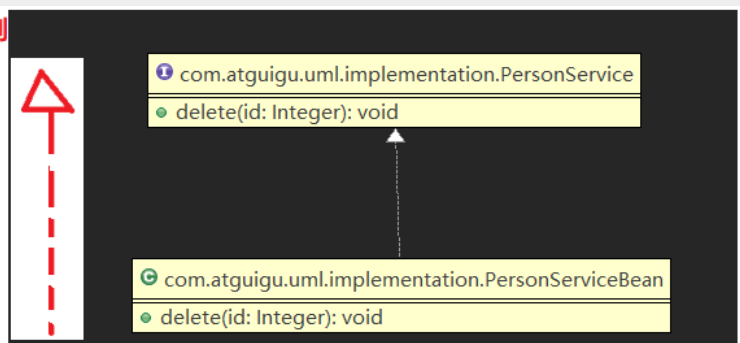 I com.atguigu.uml.implementation.PersonService
delete(id: Integer): void
C com.atguigu.uml.implementation.PersonServiceBean
delete(id: Integer): void